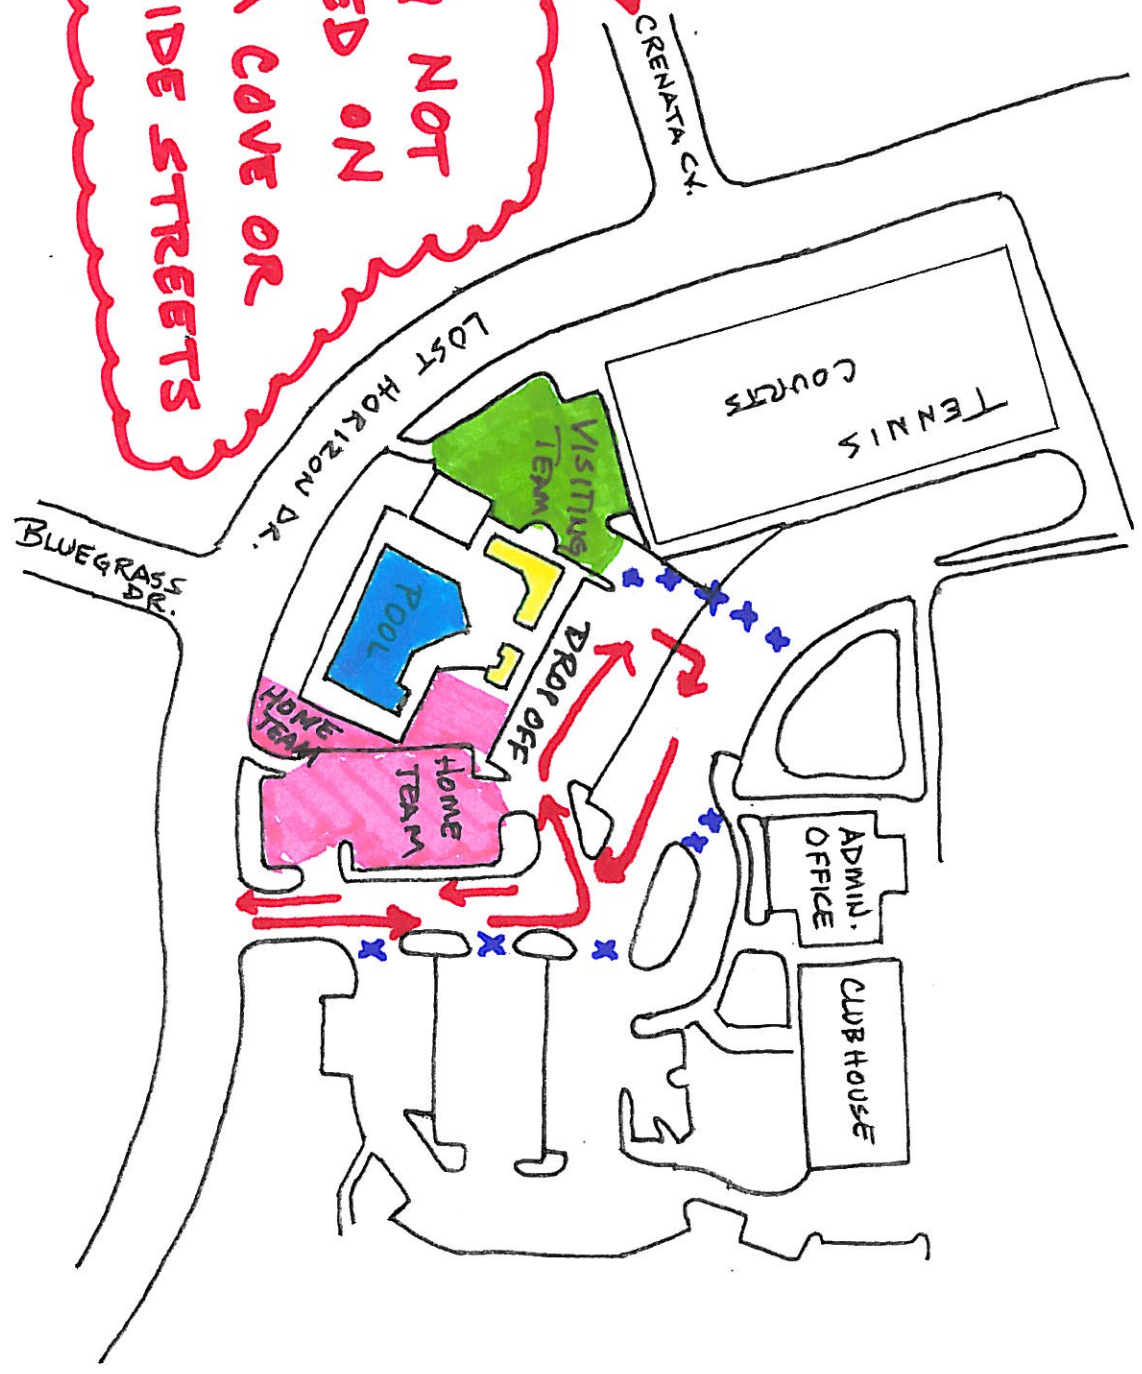 NOT
ED ON
COVE OR
IDE STREETS
CRENATA CV.
LOST HORIZON DR.
BLUEGRASS
DR.
TENNIS
COURTS
VISITING
TEAM
POOL
DROP OFF
HOME
TEAM
HOME
TEAM
ADMIN.
OFFICE
CLUBHOUSE